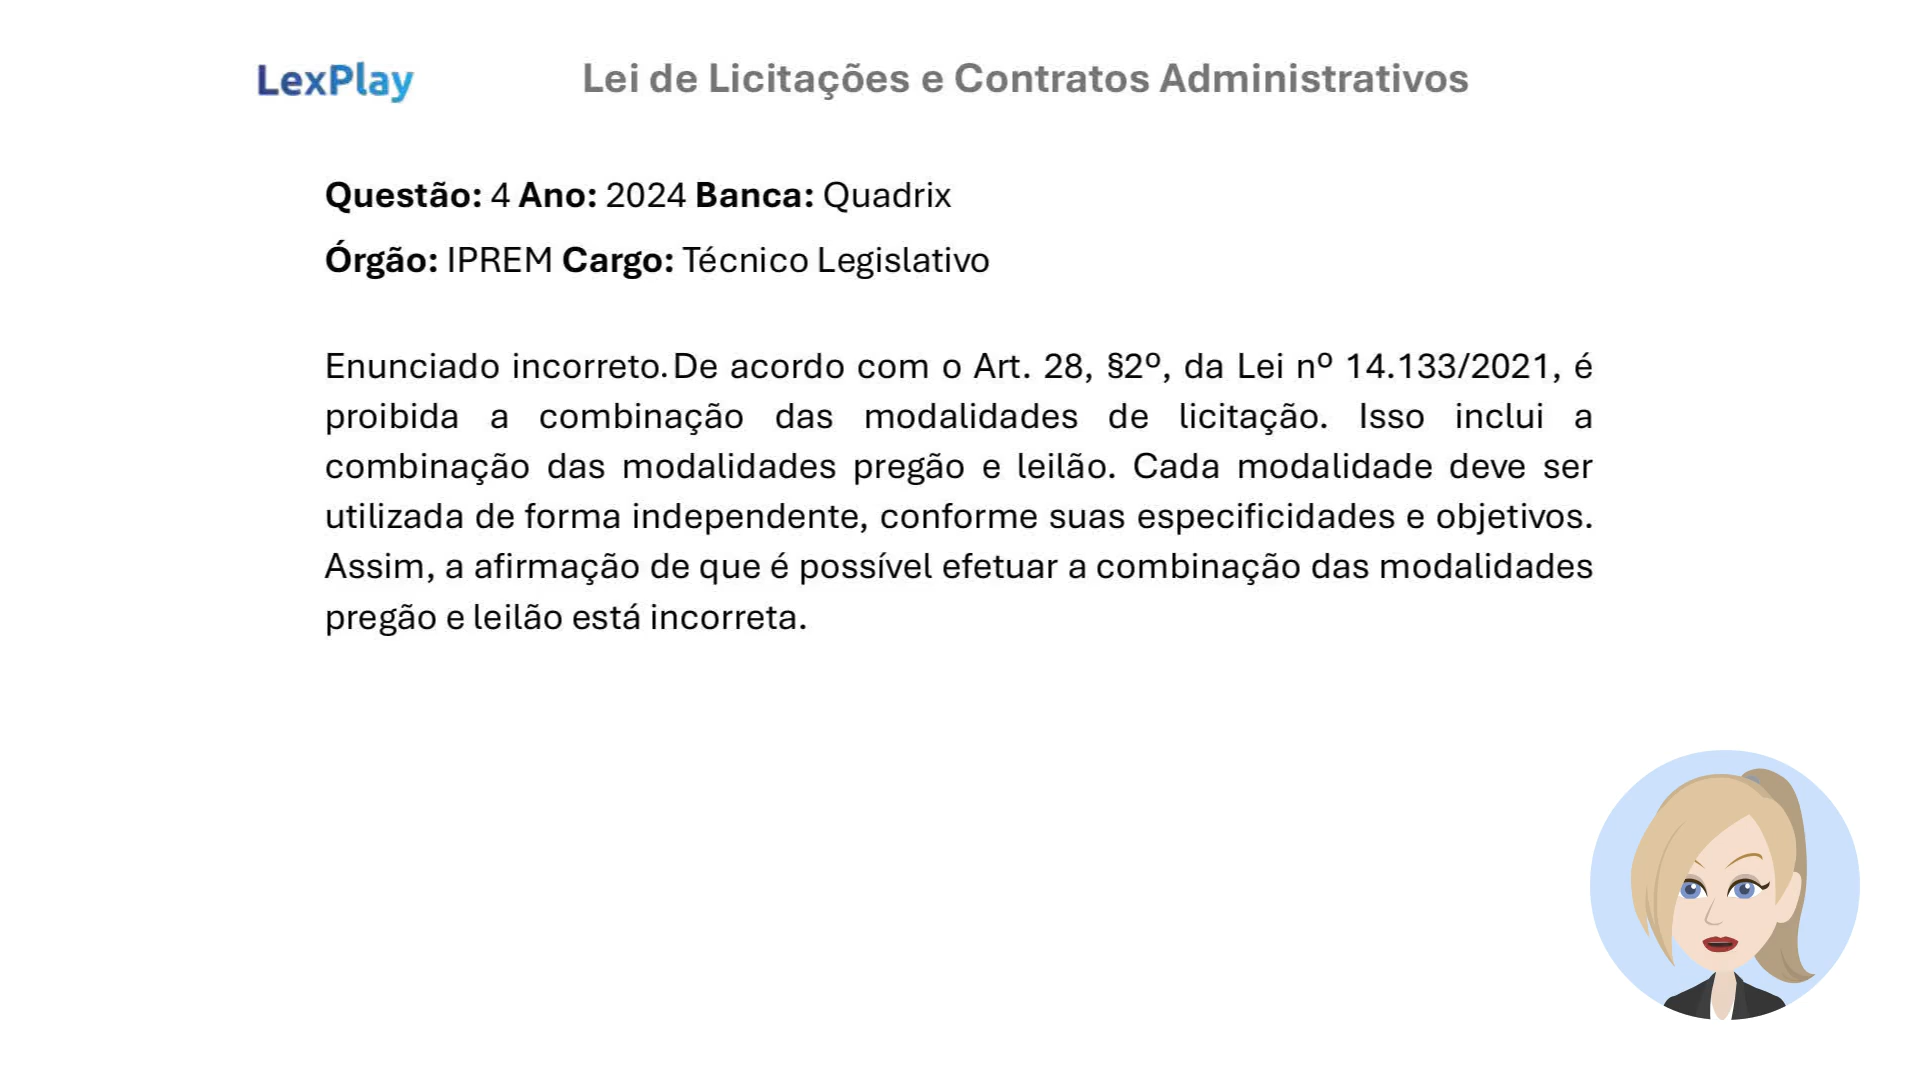 LexPlay
Lei de Licitações e Contratos Administrativos
Questão: 4 Ano: 2024 Banca: Quadrix
Órgão: IPREM Cargo: Técnico Legislativo
Enunciado incorreto. De acordo com o Art. 28, §2º, da Lei nº 14.133/2021, é
proibida a combinação das modalidades de licitação. Isso inclui a
combinação das modalidades pregão e leilão. Cada modalidade deve ser
utilizada de forma independente, conforme suas especificidades e objetivos.
Assim, a afirmação de que é possível efetuar a combinação das modalidades
pregão e leilão está incorreta.